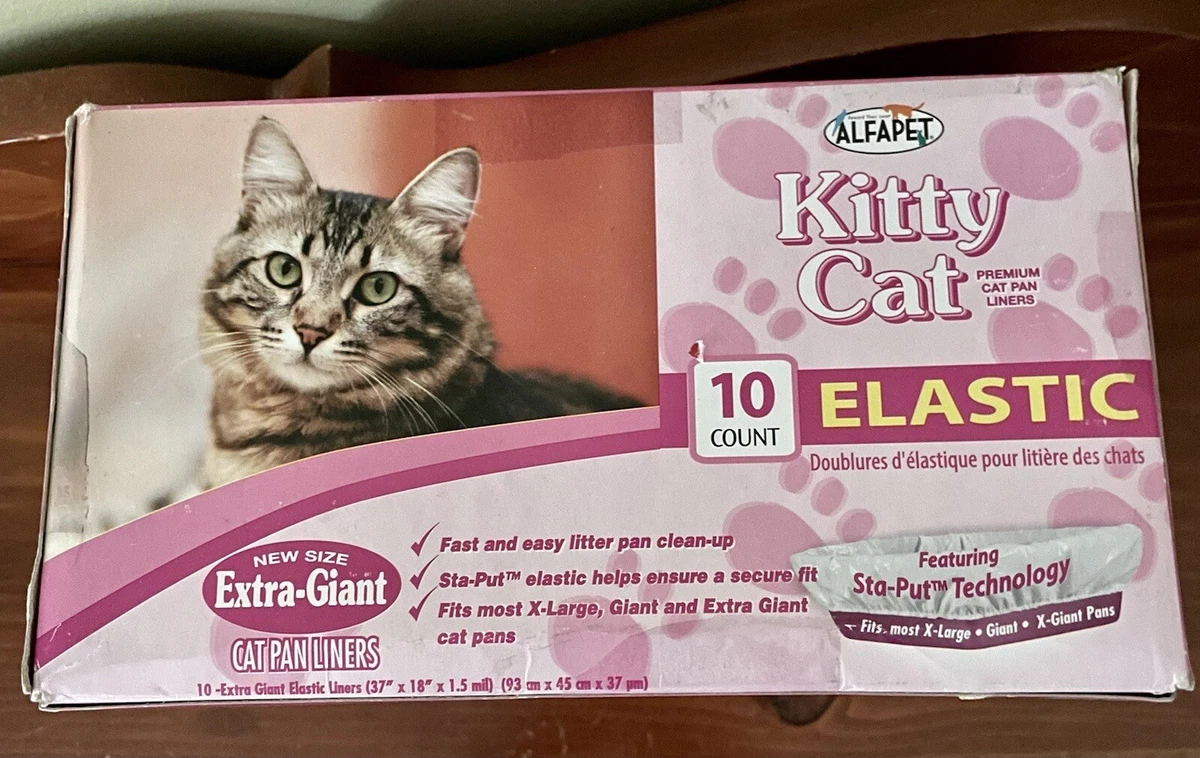 ALFAPET
Kitty
Cat
PREMIUM
CAT PAN
LINERS
10
COUNT
ELASTIC
Doublures d'élastique pour litière des chats
NEW SIZE
Extra-Giant
CAT PAN LINERS
Fast and easy litter pan clean-up
Sta-Put™ elastic helps ensure a secure fit
Fits most X-Large, Giant and Extra Giant
cat pans
Featuring
Sta-Put™ Technology
Fits most X-Large • Giant • X-Giant Pans
10 -Extra Giant Elastic Liners (37" x 18" x 1.5 mil) (93 cm x 45 cm x 37 µm)